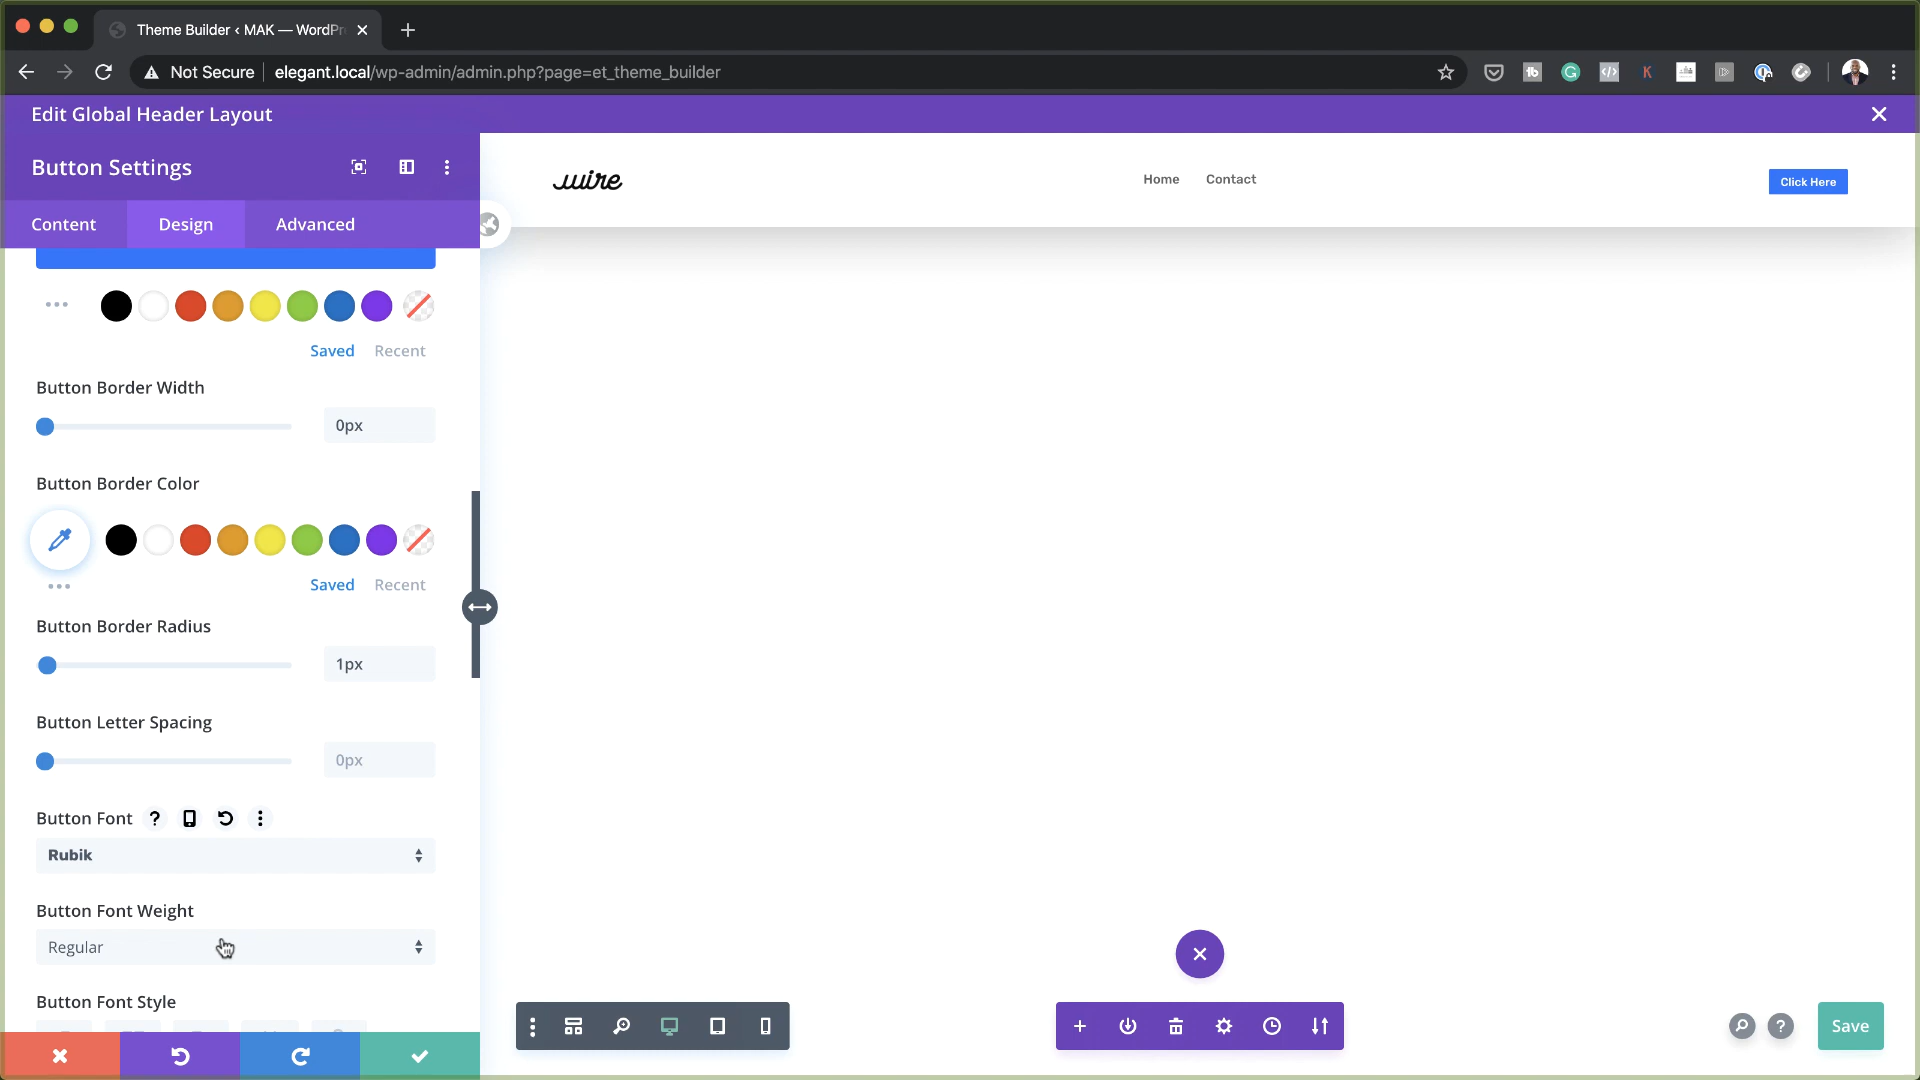 Theme Builder ‹ MAK — WordPr
Not Secure
elegant.local/wp-admin/admin.php?page=et_theme_builder
Edit Global Header Layout
Button Settings
Content
Design
Advanced
wire
Home
Contact
Click Here
Saved
Recent
Button Border Width
0px
Button Border Color
Saved
Recent
Button Border Radius
1px
Button Letter Spacing
0px
Button Font
Rubik
Button Font Weight
Regular
Button Font Style
Save